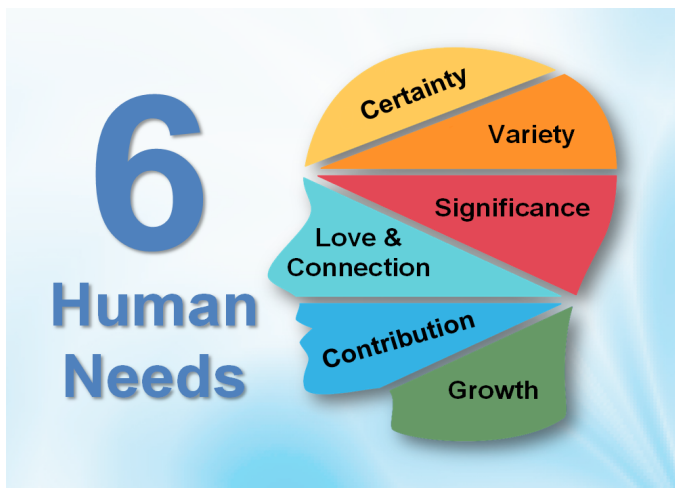 6
Human
Needs
Certainty
Variety
Significance
Love &
Connection
Contribution
Growth